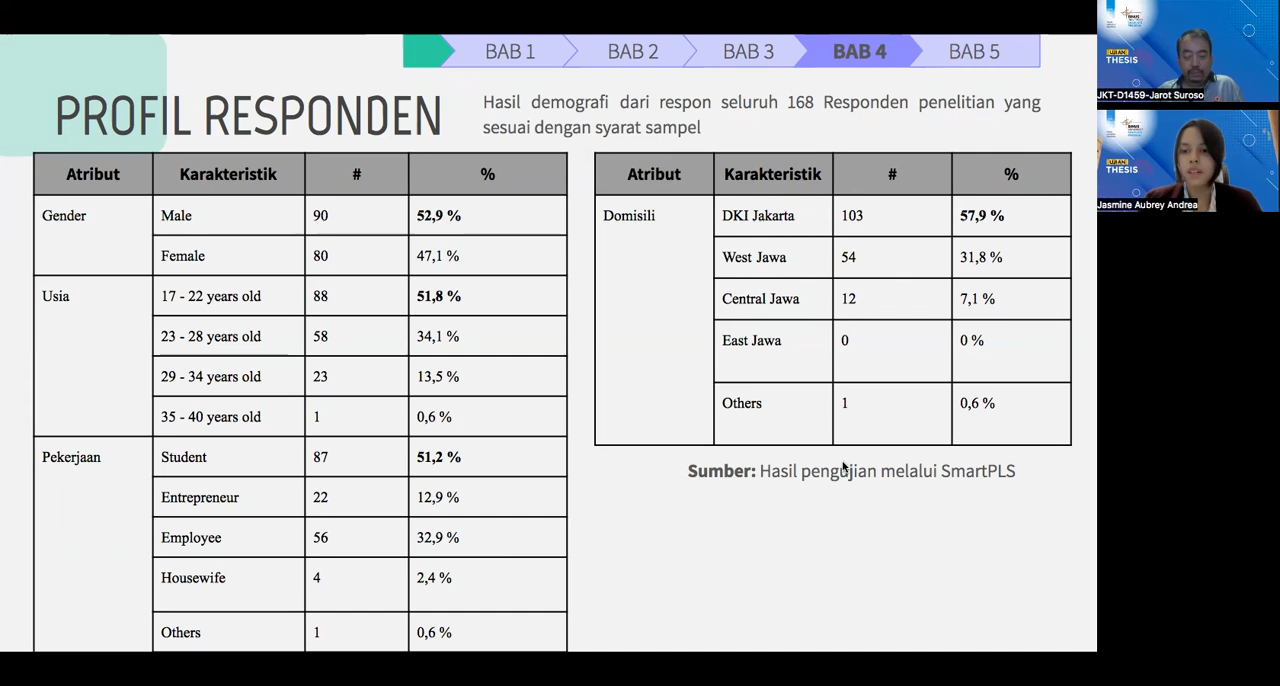 BAB 1 BAB 2 BAB 3 BAB 4 BAB 5
PROFIL RESPONDEN
Hasil demografi dari respon seluruh 168 Responden penelitian yang
sesuai dengan syarat sampel
Atribut Karakteristik # %
Gender Male 90 52,9 %
Female 80 47,1 %
Usia 17 - 22 years old 88 51,8 %
23 - 28 years old 58 34,1 %
29 - 34 years old 23 13,5 %
35 - 40 years old 1 0,6 %
Pekerjaan Student 87 51,2 %
Entrepreneur 22 12,9 %
Employee 56 32,9 %
Housewife 4 2,4 %
Others 1 0,6 %
Atribut Karakteristik # %
Domisili DKI Jakarta 103 57,9 %
West Jawa 54 31,8 %
Central Jawa 12 7,1 %
East Jawa 0 0 %
Others 1 0,6 %
Sumber: Hasil pengujian melalui SmartPLS
UJIAN
THESIS
JKT-D1459-Jarot Suroso
UJIAN
THESIS
Jasmine Aubrey Andrea